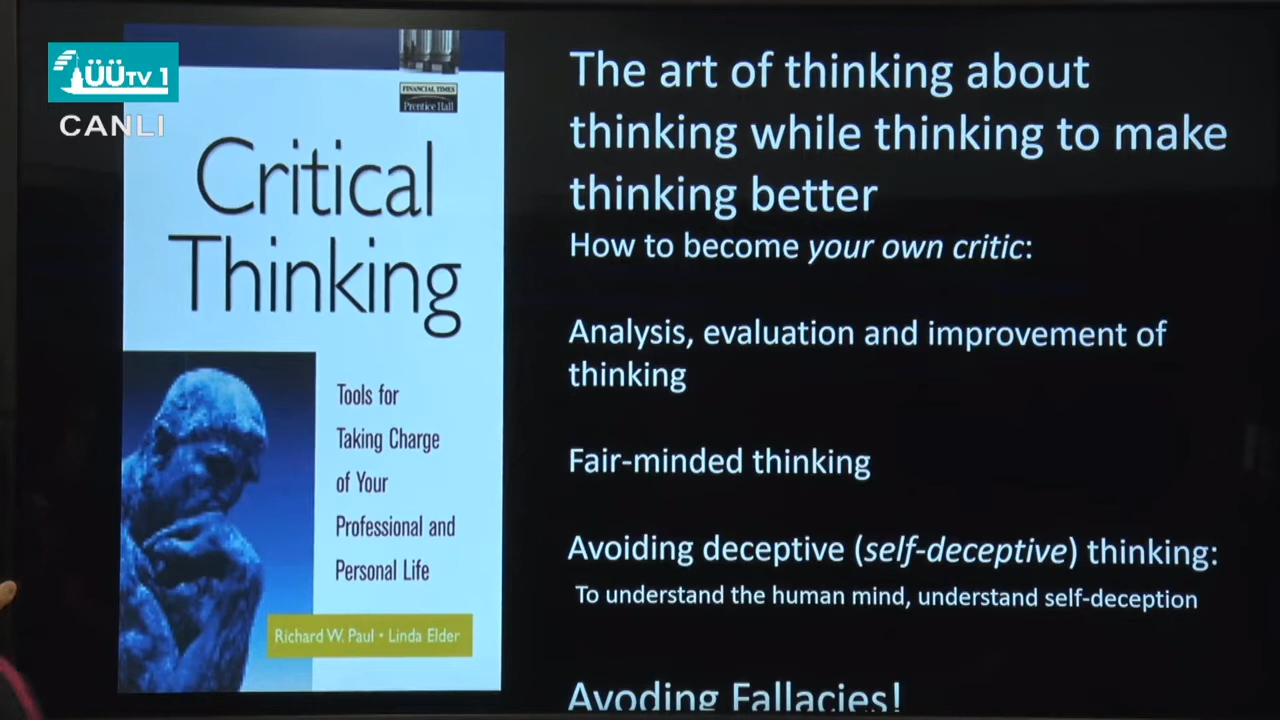 ÜÜTV 1
CANLI
FINANCIAL TIMES
Prentice Hall
Critical
Thinking
Tools for
Taking Charge
of Your
Professional and
Personal Life
Richard W. Paul • Linda Elder
The art of thinking about
thinking while thinking to make
thinking better
How to become your own critic:
Analysis, evaluation and improvement of
thinking
Fair-minded thinking
Avoiding deceptive (self-deceptive) thinking:
To understand the human mind, understand self-deception
Avoding Fallacies!